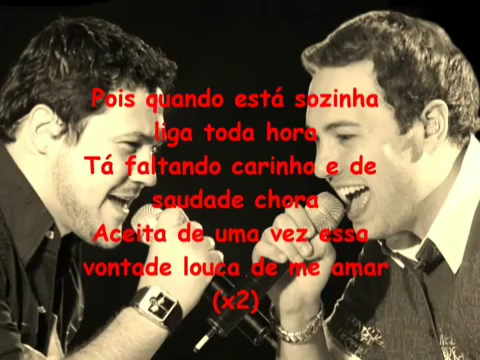 Pois quando está sozinha
liga toda hora
Tá faltando carinho e de
saudade chora
Aceita de uma vez essa
vontade louca de me amar
(x2)